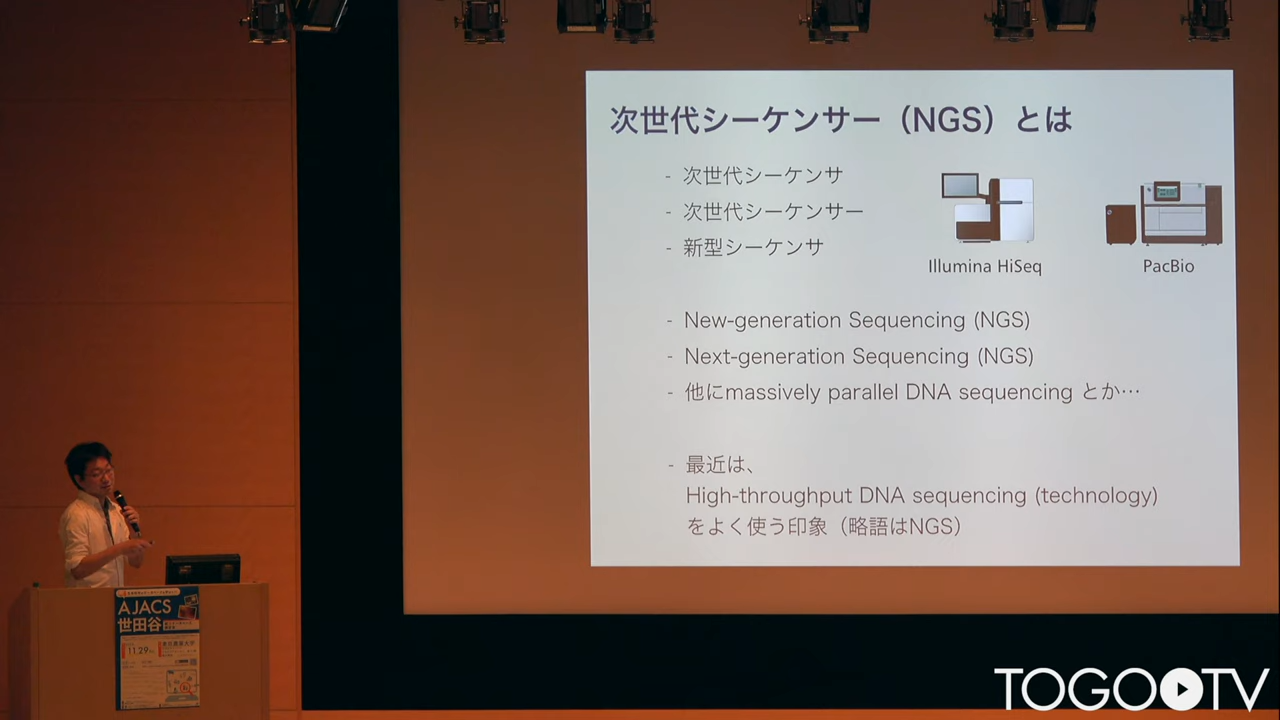 次世代シーケンサー（NGS）とは
- 次世代シーケンサ
- 次世代シーケンサー
- 新型シーケンサ
Illumina HiSeq
PacBio
- New-generation Sequencing (NGS)
- Next-generation Sequencing (NGS)
- 他にmassively parallel DNA sequencing とか…
- 最近は、
High-throughput DNA sequencing (technology)
をよく使う印象（略語はNGS）
AJACS
世田谷
11.29
TOGOTV